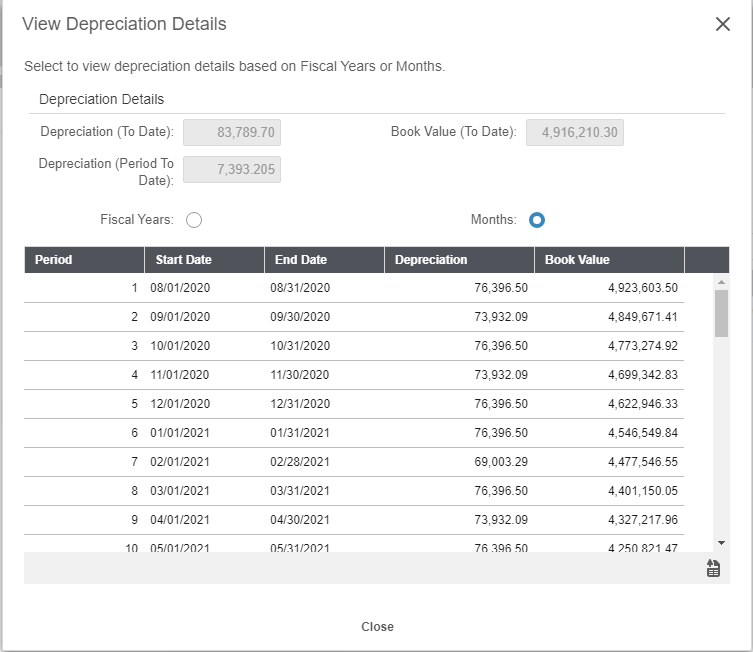 View Depreciation Details
Select to view depreciation details based on Fiscal Years or Months.
Depreciation Details
Depreciation (To Date): 83,789.70 Book Value (To Date): 4,916,210.30
Depreciation (Period To
Date): 7,393.205
Fiscal Years: Months:
Period Start Date End Date Depreciation Book Value
1 08/01/2020 08/31/2020 76,396.50 4,923,603.50
2 09/01/2020 09/30/2020 73,932.09 4,849,671.41
3 10/01/2020 10/31/2020 76,396.50 4,773,274.92
4 11/01/2020 11/30/2020 73,932.09 4,699,342.83
5 12/01/2020 12/31/2020 76,396.50 4,622,946.33
6 01/01/2021 01/31/2021 76,396.50 4,546,549.84
7 02/01/2021 02/28/2021 69,003.29 4,477,546.55
8 03/01/2021 03/31/2021 76,396.50 4,401,150.05
9 04/01/2021 04/30/2021 73,932.09 4,327,217.96
10 05/01/2021 05/31/2021 76,396.50 4,250,821.47
Close